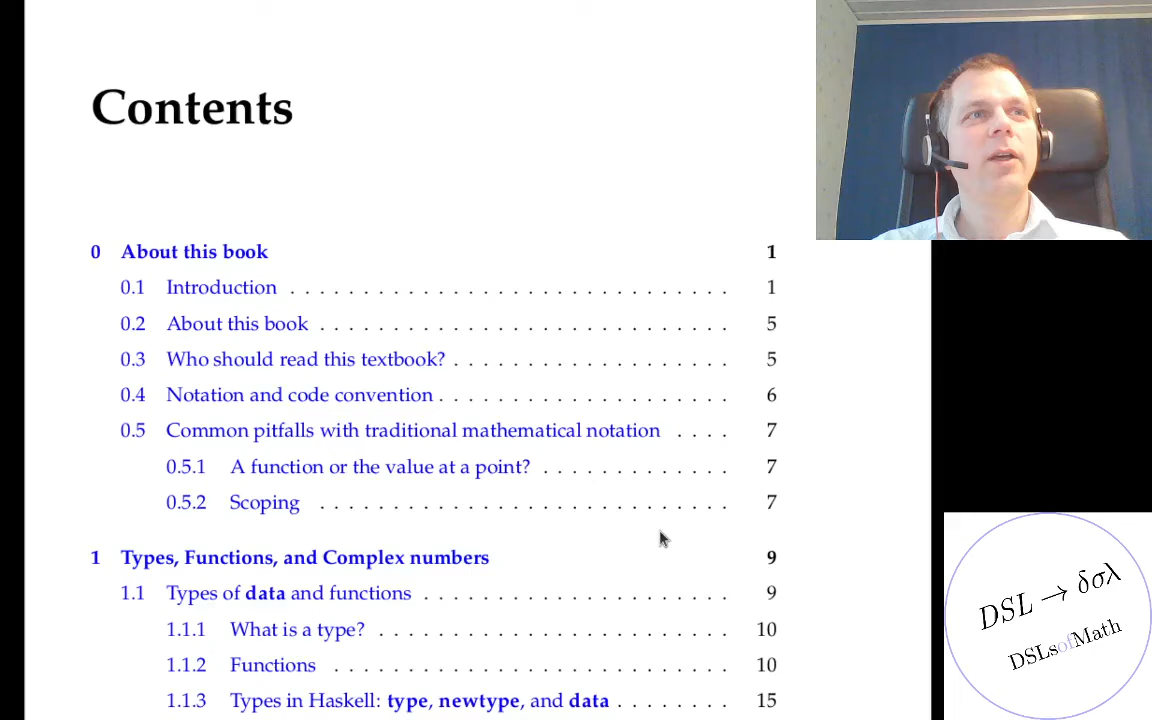 Contents
0 About this book 1
0.1 Introduction . . . . . . . . . . . . . . . . . . . . . . . . . . . . . . 1
0.2 About this book . . . . . . . . . . . . . . . . . . . . . . . . . . . . 5
0.3 Who should read this textbook? . . . . . . . . . . . . . . . . . . . 5
0.4 Notation and code convention . . . . . . . . . . . . . . . . . . . . 6
0.5 Common pitfalls with traditional mathematical notation . . . . 7
0.5.1 A function or the value at a point? . . . . . . . . . . . . . 7
0.5.2 Scoping . . . . . . . . . . . . . . . . . . . . . . . . . . . . 7
1 Types, Functions, and Complex numbers 9
1.1 Types of data and functions . . . . . . . . . . . . . . . . . . . . . 9
1.1.1 What is a type? . . . . . . . . . . . . . . . . . . . . . . . . 10
1.1.2 Functions . . . . . . . . . . . . . . . . . . . . . . . . . . . 10
1.1.3 Types in Haskell: type, newtype, and data . . . . . . . . 15
DSL → δσλ
DSLsofMath